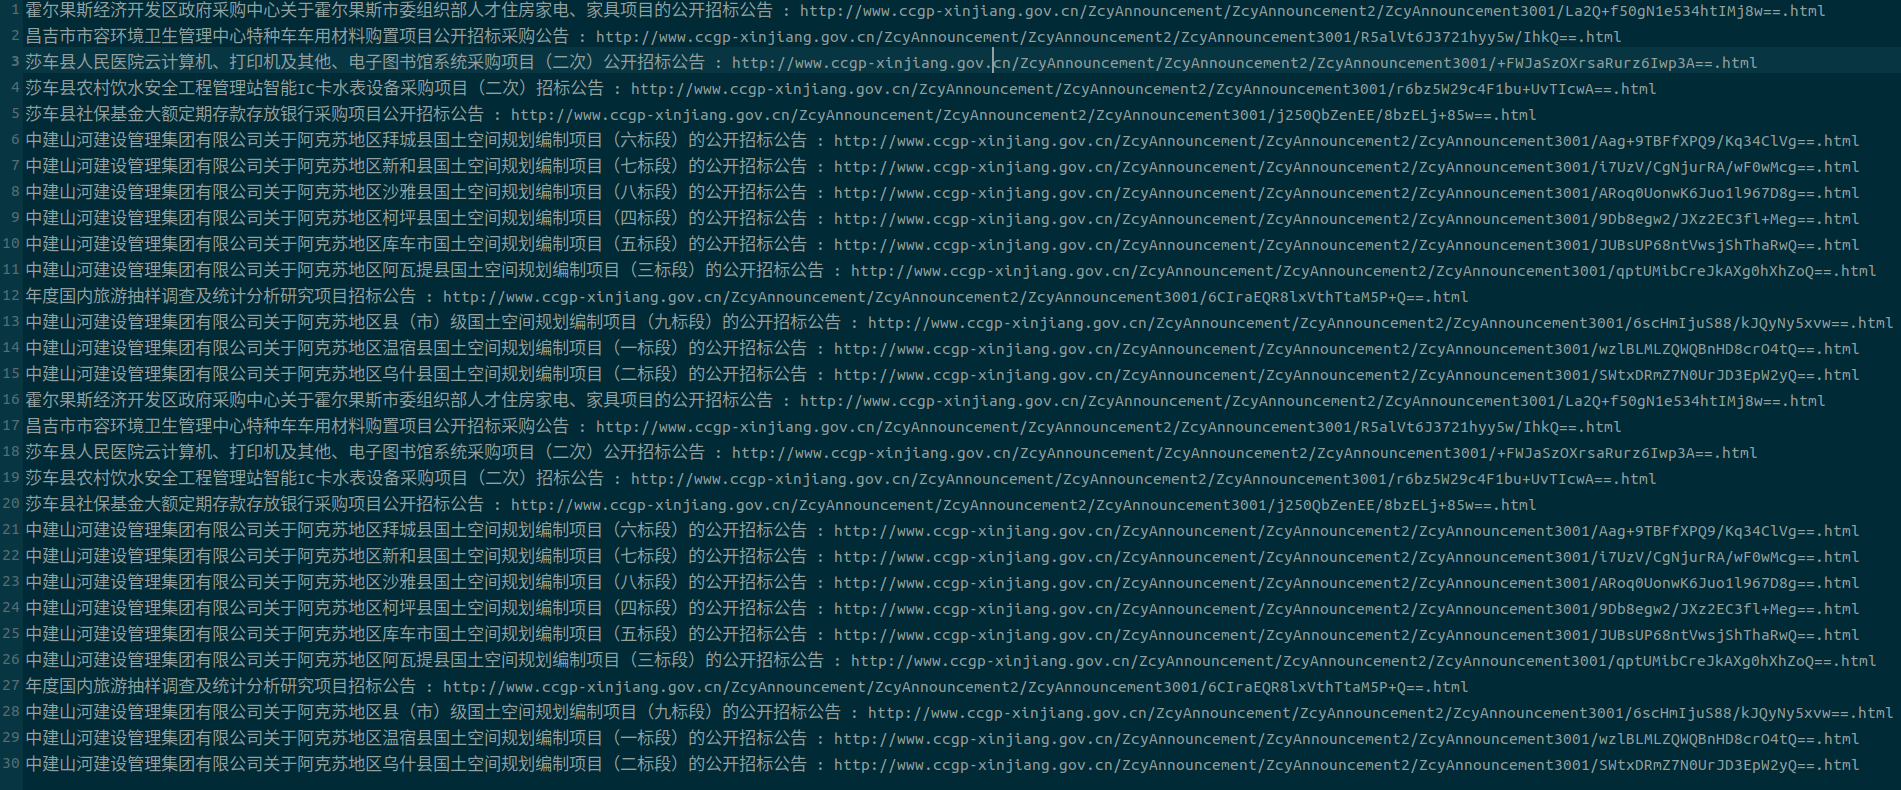 1 霍尔果斯经济开发区政府采购中心关于霍尔果斯市委组织部人才住房家电、家具项目的公开招标公告 : http://www.ccgp-xinjiang.gov.cn/ZcyAnnouncement/ZcyAnnouncement2/ZcyAnnouncement3001/La2Q+f50gN1e534htIMj8w==.html
2 昌吉市市容环境卫生管理中心特种车车用材料购置项目公开招标采购公告 : http://www.ccgp-xinjiang.gov.cn/ZcyAnnouncement/ZcyAnnouncement2/ZcyAnnouncement3001/R5alVt6J3721hyy5w/IhkQ==.html
3 莎车县人民医院云计算机、打印机及其他、电子图书馆系统采购项目（二次）公开招标公告 : http://www.ccgp-xinjiang.gov.cn/ZcyAnnouncement/ZcyAnnouncement2/ZcyAnnouncement3001/+FWJaSzOXrsaRurz6Iwp3A==.html
4 莎车县农村饮水安全工程管理站智能Ic卡水表设备采购项目（二次）招标公告 : http://www.ccgp-xinjiang.gov.cn/ZcyAnnouncement/ZcyAnnouncement2/ZcyAnnouncement3001/r6bz5W29c4F1bu+UvTIcwA==.html
5 莎车县社保基金大额定期存款存放银行采购项目公开招标公告 : http://www.ccgp-xinjiang.gov.cn/ZcyAnnouncement/ZcyAnnouncement2/ZcyAnnouncement3001/j250QbZenEE/8bzELj+85w==.html
6 中建山河建设管理集团有限公司关于阿克苏地区拜城县国土空间规划编制项目（六标段）的公开招标公告 : http://www.ccgp-xinjiang.gov.cn/ZcyAnnouncement/ZcyAnnouncement2/ZcyAnnouncement3001/Aag+9TBFfXPQ9/Kq34ClVg==.html
7 中建山河建设管理集团有限公司关于阿克苏地区新和县国土空间规划编制项目（七标段）的公开招标公告 : http://www.ccgp-xinjiang.gov.cn/ZcyAnnouncement/ZcyAnnouncement2/ZcyAnnouncement3001/i7UzV/CgNjurRA/wF0wMcg==.html
8 中建山河建设管理集团有限公司关于阿克苏地区沙雅县国土空间规划编制项目（八标段）的公开招标公告 : http://www.ccgp-xinjiang.gov.cn/ZcyAnnouncement/ZcyAnnouncement2/ZcyAnnouncement3001/ARoq0UonwK6Juo1l967D8g==.html
9 中建山河建设管理集团有限公司关于阿克苏地区柯坪县国土空间规划编制项目（四标段）的公开招标公告 : http://www.ccgp-xinjiang.gov.cn/ZcyAnnouncement/ZcyAnnouncement2/ZcyAnnouncement3001/9Db8egw2/JXz2EC3fl+Meg==.html
10 中建山河建设管理集团有限公司关于阿克苏地区库车市国土空间规划编制项目（五标段）的公开招标公告 : http://www.ccgp-xinjiang.gov.cn/ZcyAnnouncement/ZcyAnnouncement2/ZcyAnnouncement3001/JUBsUP68ntVwsjShThaRwQ==.html
11 中建山河建设管理集团有限公司关于阿克苏地区阿瓦提县国土空间规划编制项目（三标段）的公开招标公告 : http://www.ccgp-xinjiang.gov.cn/ZcyAnnouncement/ZcyAnnouncement2/ZcyAnnouncement3001/qptUMibCreJkAXg0hXhZoQ==.html
12 年度国内旅游抽样调查及统计分析研究项目招标公告 : http://www.ccgp-xinjiang.gov.cn/ZcyAnnouncement/ZcyAnnouncement2/ZcyAnnouncement3001/6CIraEQR8lxVthTtaM5P+Q==.html
13 中建山河建设管理集团有限公司关于阿克苏地区县（市）级国土空间规划编制项目（九标段）的公开招标公告 : http://www.ccgp-xinjiang.gov.cn/ZcyAnnouncement/ZcyAnnouncement2/ZcyAnnouncement3001/6scHmIjuS88/kJQyNy5xvw==.html
14 中建山河建设管理集团有限公司关于阿克苏地区温宿县国土空间规划编制项目（一标段）的公开招标公告 : http://www.ccgp-xinjiang.gov.cn/ZcyAnnouncement/ZcyAnnouncement2/ZcyAnnouncement3001/wzlBLMLZQWQBnHD8crO4tQ==.html
15 中建山河建设管理集团有限公司关于阿克苏地区乌什县国土空间规划编制项目（二标段）的公开招标公告 : http://www.ccgp-xinjiang.gov.cn/ZcyAnnouncement/ZcyAnnouncement2/ZcyAnnouncement3001/SWtxDRmZ7N0UrJD3EpW2yQ==.html
16 霍尔果斯经济开发区政府采购中心关于霍尔果斯市委组织部人才住房家电、家具项目的公开招标公告 : http://www.ccgp-xinjiang.gov.cn/ZcyAnnouncement/ZcyAnnouncement2/ZcyAnnouncement3001/La2Q+f50gN1e534htIMj8w==.html
17 昌吉市市容环境卫生管理中心特种车车用材料购置项目公开招标采购公告 : http://www.ccgp-xinjiang.gov.cn/ZcyAnnouncement/ZcyAnnouncement2/ZcyAnnouncement3001/R5alVt6J3721hyy5w/IhkQ==.html
18 莎车县人民医院云计算机、打印机及其他、电子图书馆系统采购项目（二次）公开招标公告 : http://www.ccgp-xinjiang.gov.cn/ZcyAnnouncement/ZcyAnnouncement2/ZcyAnnouncement3001/+FWJaSzOXrsaRurz6Iwp3A==.html
19 莎车县农村饮水安全工程管理站智能Ic卡水表设备采购项目（二次）招标公告 : http://www.ccgp-xinjiang.gov.cn/ZcyAnnouncement/ZcyAnnouncement2/ZcyAnnouncement3001/r6bz5W29c4F1bu+UvTIcwA==.html
20 莎车县社保基金大额定期存款存放银行采购项目公开招标公告 : http://www.ccgp-xinjiang.gov.cn/ZcyAnnouncement/ZcyAnnouncement2/ZcyAnnouncement3001/j250QbZenEE/8bzELj+85w==.html
21 中建山河建设管理集团有限公司关于阿克苏地区拜城县国土空间规划编制项目（六标段）的公开招标公告 : http://www.ccgp-xinjiang.gov.cn/ZcyAnnouncement/ZcyAnnouncement2/ZcyAnnouncement3001/Aag+9TBFfXPQ9/Kq34ClVg==.html
22 中建山河建设管理集团有限公司关于阿克苏地区新和县国土空间规划编制项目（七标段）的公开招标公告 : http://www.ccgp-xinjiang.gov.cn/ZcyAnnouncement/ZcyAnnouncement2/ZcyAnnouncement3001/i7UzV/CgNjurRA/wF0wMcg==.html
23 中建山河建设管理集团有限公司关于阿克苏地区沙雅县国土空间规划编制项目（八标段）的公开招标公告 : http://www.ccgp-xinjiang.gov.cn/ZcyAnnouncement/ZcyAnnouncement2/ZcyAnnouncement3001/ARoq0UonwK6Juo1l967D8g==.html
24 中建山河建设管理集团有限公司关于阿克苏地区柯坪县国土空间规划编制项目（四标段）的公开招标公告 : http://www.ccgp-xinjiang.gov.cn/ZcyAnnouncement/ZcyAnnouncement2/ZcyAnnouncement3001/9Db8egw2/JXz2EC3fl+Meg==.html
25 中建山河建设管理集团有限公司关于阿克苏地区库车市国土空间规划编制项目（五标段）的公开招标公告 : http://www.ccgp-xinjiang.gov.cn/ZcyAnnouncement/ZcyAnnouncement2/ZcyAnnouncement3001/JUBsUP68ntVwsjShThaRwQ==.html
26 中建山河建设管理集团有限公司关于阿克苏地区阿瓦提县国土空间规划编制项目（三标段）的公开招标公告 : http://www.ccgp-xinjiang.gov.cn/ZcyAnnouncement/ZcyAnnouncement2/ZcyAnnouncement3001/qptUMibCreJkAXg0hXhZoQ==.html
27 年度国内旅游抽样调查及统计分析研究项目招标公告 : http://www.ccgp-xinjiang.gov.cn/ZcyAnnouncement/ZcyAnnouncement2/ZcyAnnouncement3001/6CIraEQR8lxVthTtaM5P+Q==.html
28 中建山河建设管理集团有限公司关于阿克苏地区县（市）级国土空间规划编制项目（九标段）的公开招标公告 : http://www.ccgp-xinjiang.gov.cn/ZcyAnnouncement/ZcyAnnouncement2/ZcyAnnouncement3001/6scHmIjuS88/kJQyNy5xvw==.html
29 中建山河建设管理集团有限公司关于阿克苏地区温宿县国土空间规划编制项目（一标段）的公开招标公告 : http://www.ccgp-xinjiang.gov.cn/ZcyAnnouncement/ZcyAnnouncement2/ZcyAnnouncement3001/wzlBLMLZQWQBnHD8crO4tQ==.html
30 中建山河建设管理集团有限公司关于阿克苏地区乌什县国土空间规划编制项目（二标段）的公开招标公告 : http://www.ccgp-xinjiang.gov.cn/ZcyAnnouncement/ZcyAnnouncement2/ZcyAnnouncement3001/SWtxDRmZ7N0UrJD3EpW2yQ==.html